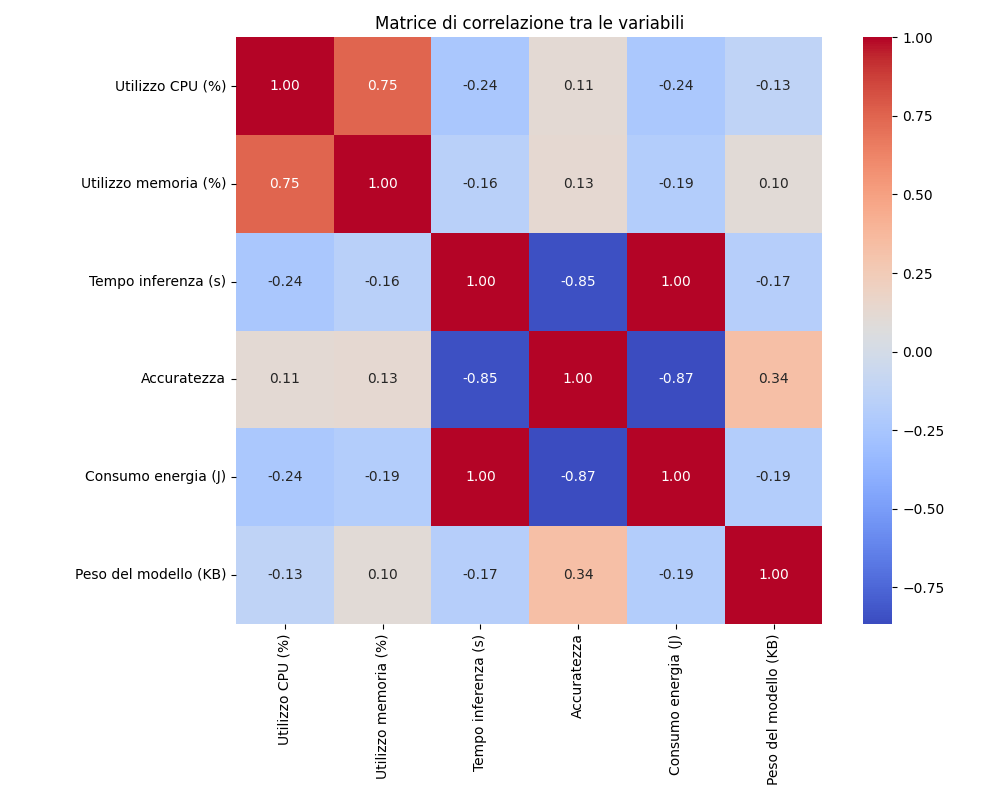 Matrice di correlazione tra le variabili
Utilizzo CPU (%) 1.00 0.75 -0.24 0.11 -0.24 -0.13
Utilizzo memoria (%) 0.75 1.00 -0.16 0.13 -0.19 0.10
Tempo inferenza (s) -0.24 -0.16 1.00 -0.85 1.00 -0.17
Accuratezza 0.11 0.13 -0.85 1.00 -0.87 0.34
Consumo energia (J) -0.24 -0.19 1.00 -0.87 1.00 -0.19
Peso del modello (KB) -0.13 0.10 -0.17 0.34 -0.19 1.00
Utilizzo CPU (%)
Utilizzo memoria (%)
Tempo inferenza (s)
Accuratezza
Consumo energia (J)
Peso del modello (KB)
1.00
0.75
0.50
0.25
0.00
−0.25
−0.50
−0.75